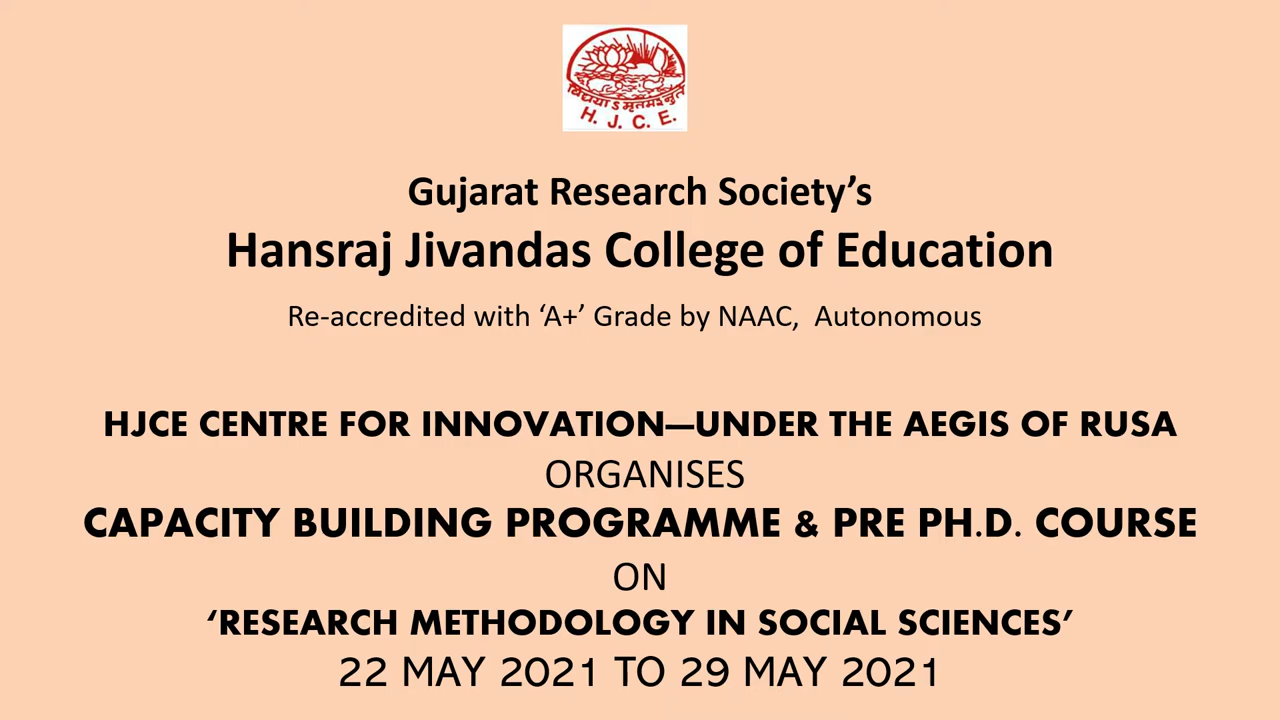 विद्यया ऽ मृतमश्नुते
H. J. C. E.
Gujarat Research Society’s
Hansraj Jivandas College of Education
Re-accredited with ‘A+’ Grade by NAAC, Autonomous
HJCE CENTRE FOR INNOVATION—UNDER THE AEGIS OF RUSA
ORGANISES
CAPACITY BUILDING PROGRAMME & PRE PH.D. COURSE
ON
‘RESEARCH METHODOLOGY IN SOCIAL SCIENCES’
22 MAY 2021 TO 29 MAY 2021